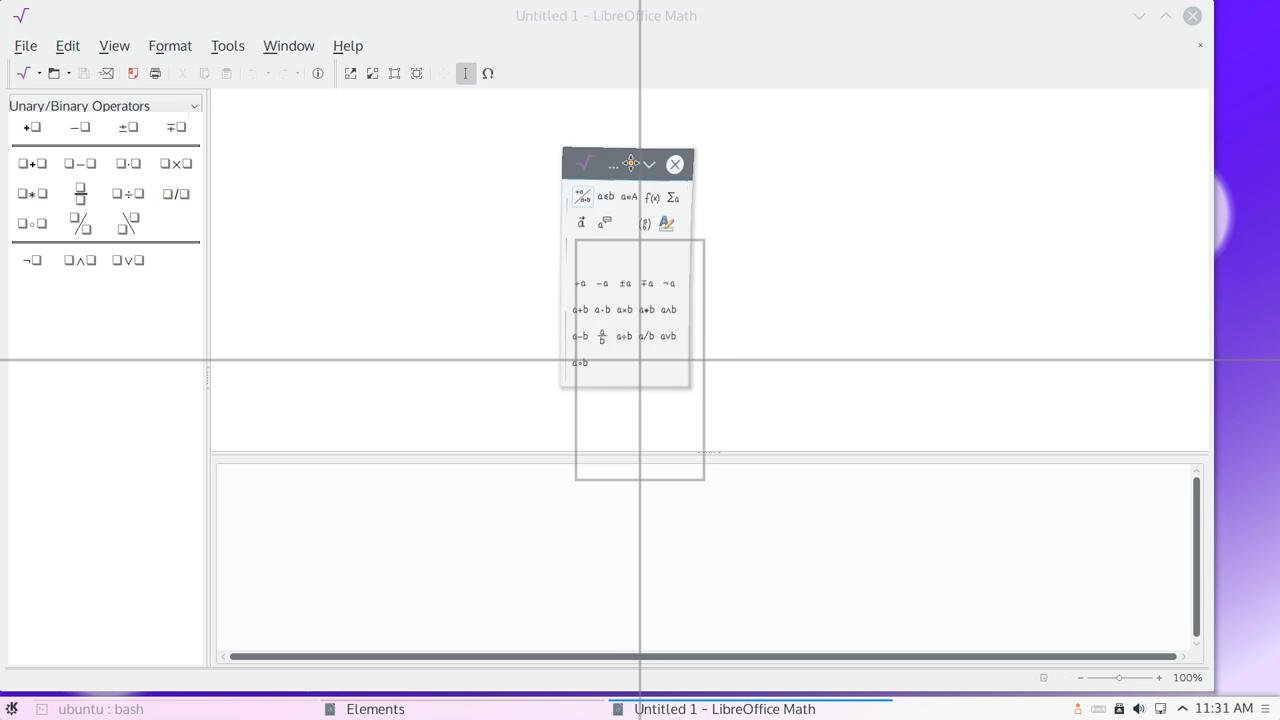 Untitled 1 - LibreOffice Math
File Edit View Format Tools Window Help
Unary/Binary Operators
+❏ −❏ ±❏ ∓❏
❏+❏ ❏−❏ ❏·❏ ❏×❏
❏∗❏ ❏/❏ ❏÷❏ ❏/❏
❏∘❏ ❏/❏ ❏\❏
¬❏ ❏∧❏ ❏∨❏
...
+a/a+b a≤b a∈A f(x) Σa
a⃗ a (a/b) A
+a −a ±a ∓a ¬a
a+b a·b a×b a∗b a∧b
a−b a/b a÷b a/b a∨b
a∘b
100%
ubuntu : bash
Elements
Untitled 1 - LibreOffice Math
11:31 AM